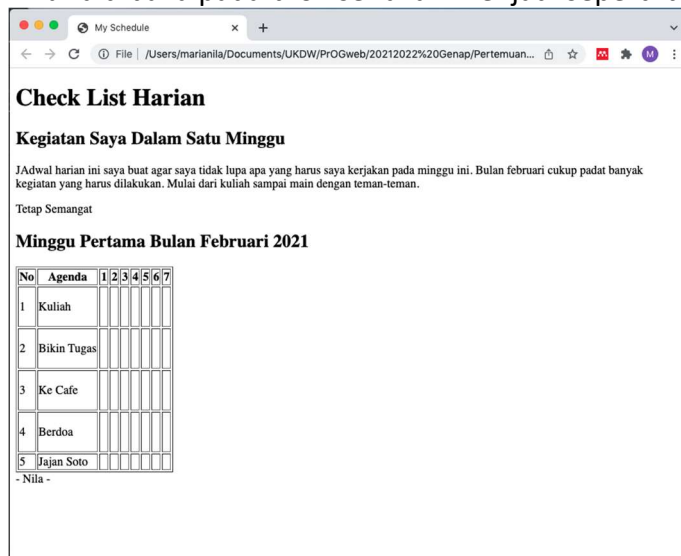 My Schedule
File | /Users/marianila/Documents/UKDW/PrOGweb/20212022%20Genap/Pertemuan...
M
Check List Harian
Kegiatan Saya Dalam Satu Minggu
JAdwal harian ini saya buat agar saya tidak lupa apa yang harus saya kerjakan pada minggu ini. Bulan februari cukup padat banyak
kegiatan yang harus dilakukan. Mulai dari kuliah sampai main dengan teman-teman.
Tetap Semangat
Minggu Pertama Bulan Februari 2021
No Agenda 1 2 3 4 5 6 7
1 Kuliah
2 Bikin Tugas
3 Ke Cafe
4 Berdoa
5 Jajan Soto
- Nila -